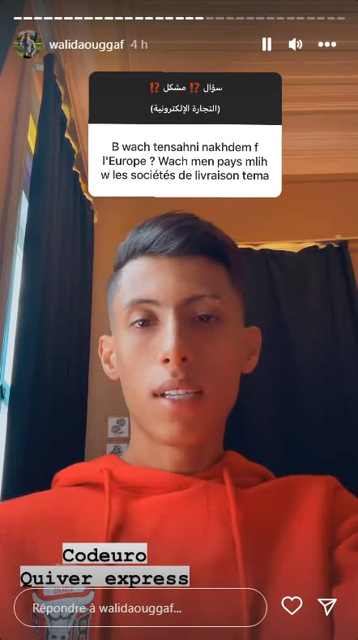 walidaouggaf 4 h
سؤال ⁉️ مشكل ⁉️
(التجارة الإلكترونية)
B wach tensahni nakhdem f
l'Europe ? Wach men pays mlih
w les sociétés de livraison tema
Codeuro
Quiver express
Répondre à walidaouggaf...